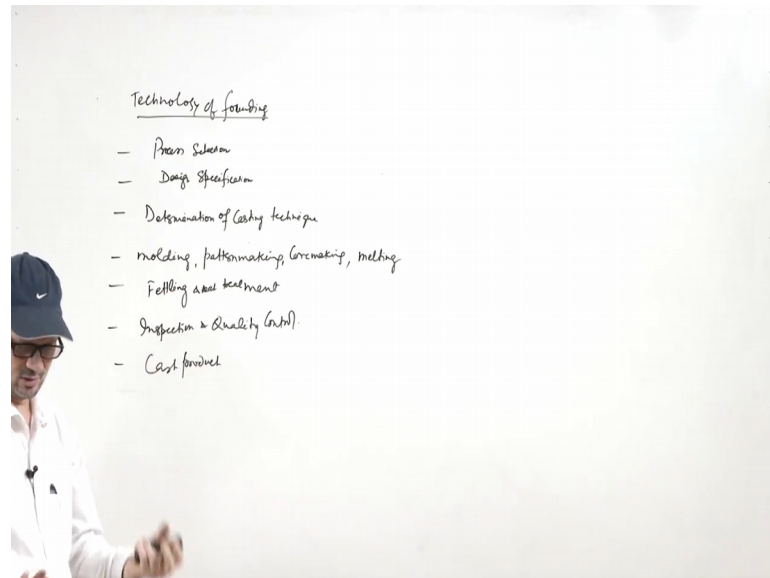 Technology of founding
– Process Selection
– Design Specification
– Determination of Casting technique
– molding, patternmaking, Coremaking, melting
– Fettling and treatment
– Inspection & Quality Control.
– Cast product